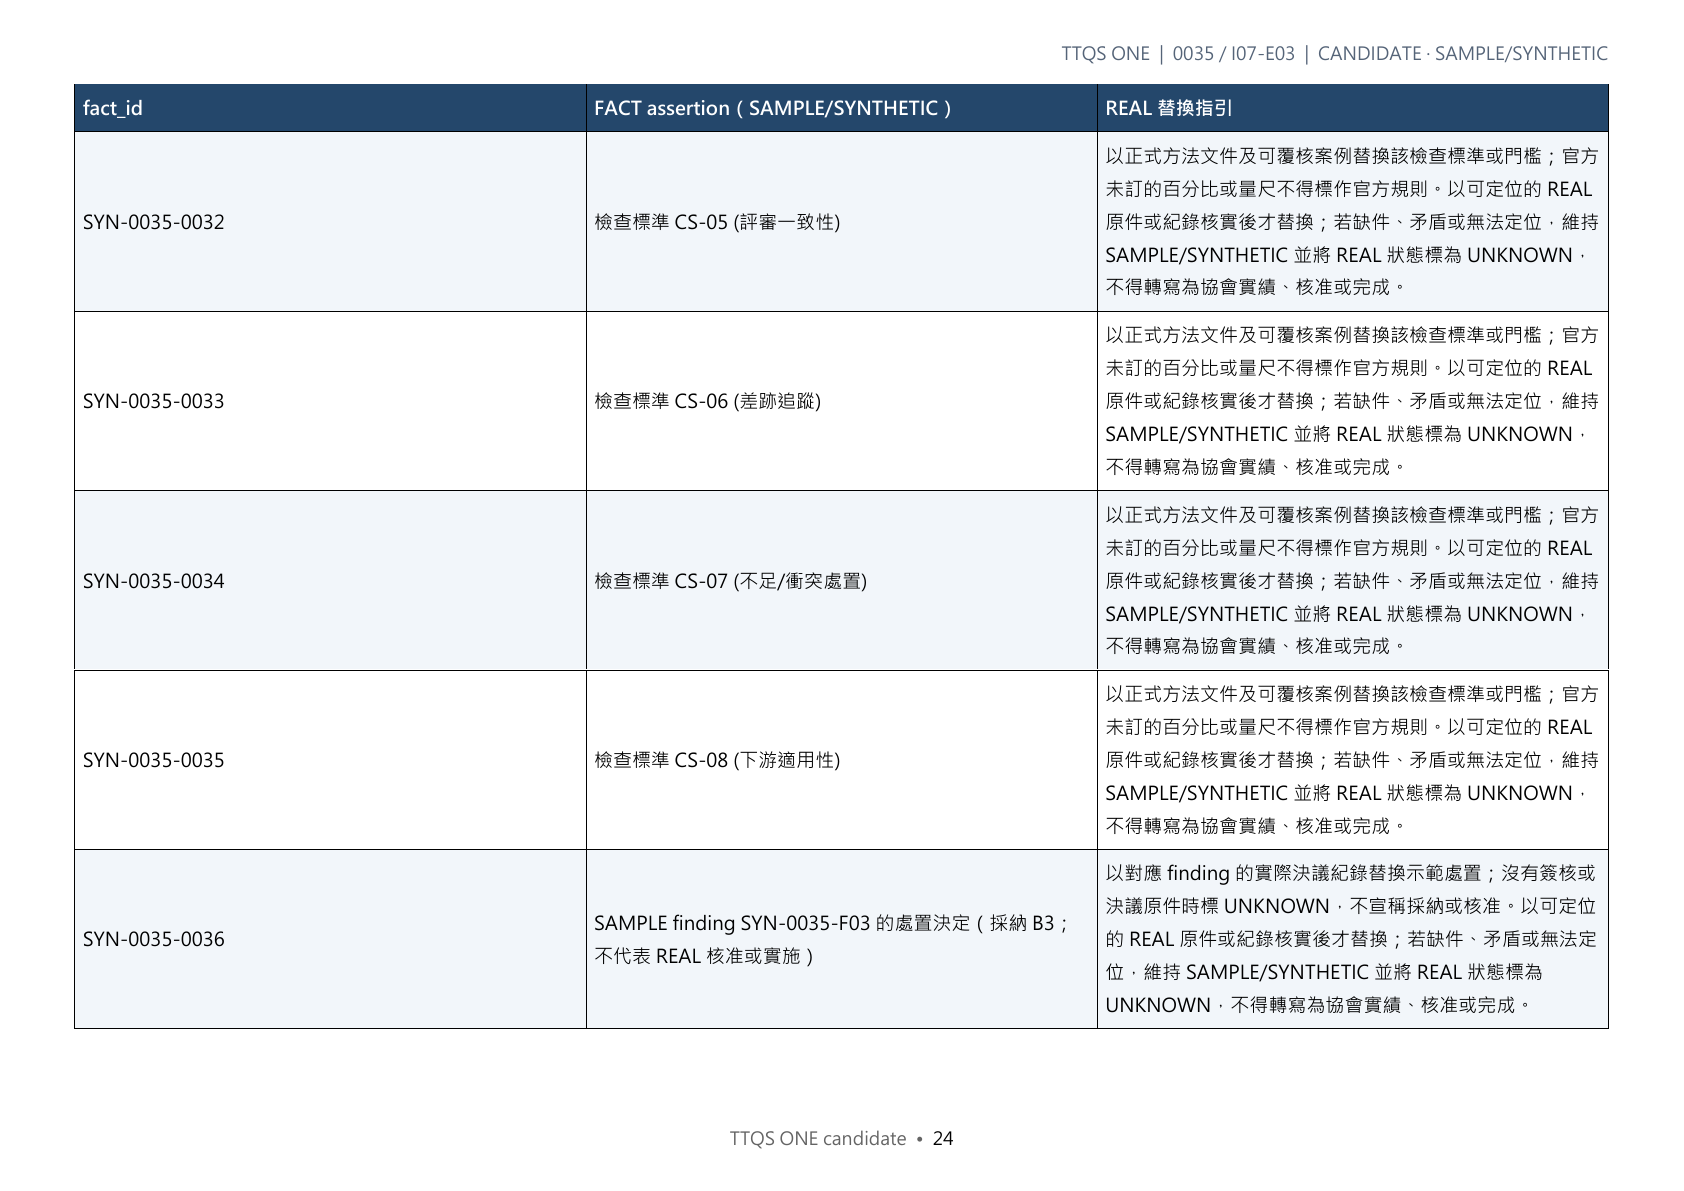 TTQS ONE | 0035 / I07-E03 | CANDIDATE · SAMPLE/SYNTHETIC
fact_id
FACT assertion（SAMPLE/SYNTHETIC）
REAL 替換指引
SYN-0035-0032
檢查標準 CS-05 (評審一致性)
以正式方法文件及可覆核案例替換該檢查標準或門檻；官方
未訂的百分比或量尺不得標作官方規則。以可定位的 REAL
原件或紀錄核實後才替換；若缺件、矛盾或無法定位，維持
SAMPLE/SYNTHETIC 並將 REAL 狀態標為 UNKNOWN，
不得轉寫為協會實績、核准或完成。
SYN-0035-0033
檢查標準 CS-06 (差跡追蹤)
以正式方法文件及可覆核案例替換該檢查標準或門檻；官方
未訂的百分比或量尺不得標作官方規則。以可定位的 REAL
原件或紀錄核實後才替換；若缺件、矛盾或無法定位，維持
SAMPLE/SYNTHETIC 並將 REAL 狀態標為 UNKNOWN，
不得轉寫為協會實績、核准或完成。
SYN-0035-0034
檢查標準 CS-07 (不足/衝突處置)
以正式方法文件及可覆核案例替換該檢查標準或門檻；官方
未訂的百分比或量尺不得標作官方規則。以可定位的 REAL
原件或紀錄核實後才替換；若缺件、矛盾或無法定位，維持
SAMPLE/SYNTHETIC 並將 REAL 狀態標為 UNKNOWN，
不得轉寫為協會實績、核准或完成。
SYN-0035-0035
檢查標準 CS-08 (下游適用性)
以正式方法文件及可覆核案例替換該檢查標準或門檻；官方
未訂的百分比或量尺不得標作官方規則。以可定位的 REAL
原件或紀錄核實後才替換；若缺件、矛盾或無法定位，維持
SAMPLE/SYNTHETIC 並將 REAL 狀態標為 UNKNOWN，
不得轉寫為協會實績、核准或完成。
SYN-0035-0036
SAMPLE finding SYN-0035-F03 的處置決定（採納 B3；
不代表 REAL 核准或實施）
以對應 finding 的實際決議紀錄替換示範處置；沒有簽核或
決議原件時標 UNKNOWN，不宣稱採納或核准。以可定位
的 REAL 原件或紀錄核實後才替換；若缺件、矛盾或無法定
位，維持 SAMPLE/SYNTHETIC 並將 REAL 狀態標為
UNKNOWN，不得轉寫為協會實績、核准或完成。
TTQS ONE candidate • 24